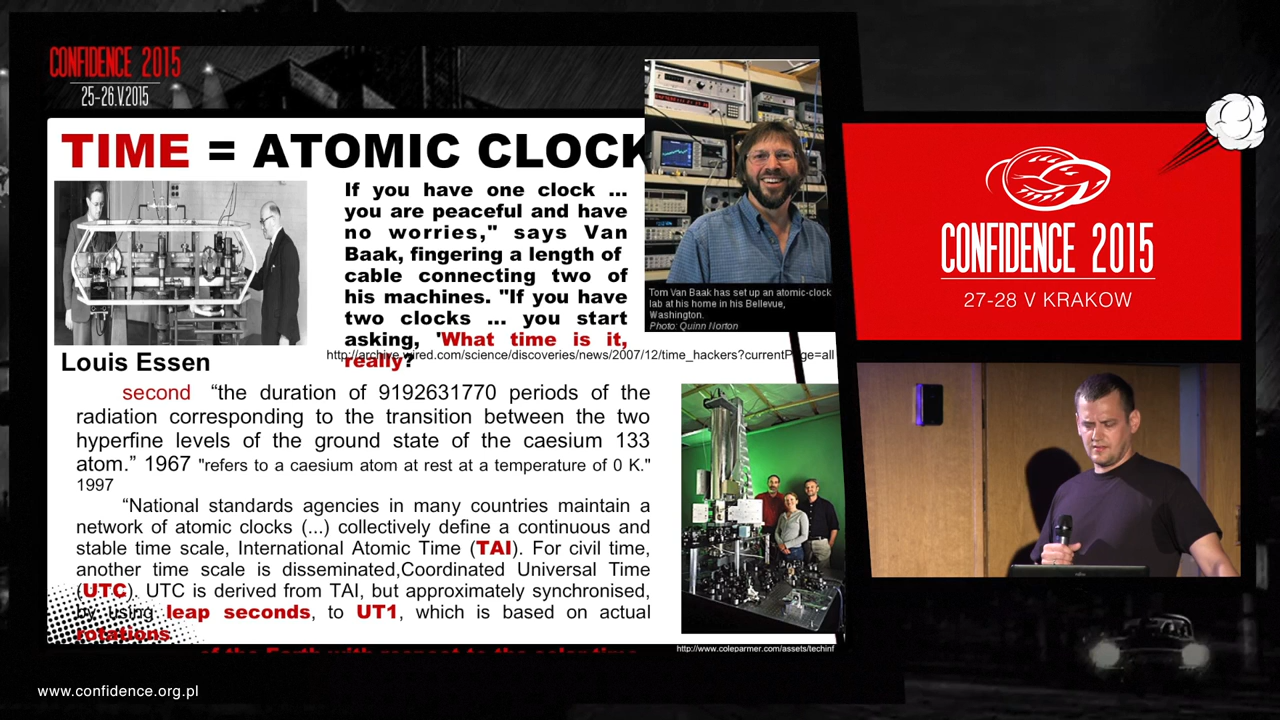 CONFIDENCE 2015
25-26.V.2015
TIME = ATOMIC CLOCK
If you have one clock ...
you are peaceful and have
no worries," says Van
Baak, fingering a length of
cable connecting two of
his machines. "If you have
two clocks ... you start
asking, 'What time is it,
really?
Tom Van Baak has set up an atomic-clock
lab at his home in his Bellevue,
Washington.
Photo: Quinn Norton
http://archive.wired.com/science/discoveries/news/2007/12/time_hackers?currentPage=all
Louis Essen
second “the duration of 9192631770 periods of the
radiation corresponding to the transition between the two
hyperfine levels of the ground state of the caesium 133
atom.” 1967 "refers to a caesium atom at rest at a temperature of 0 K."
1997
“National standards agencies in many countries maintain a
network of atomic clocks (...) collectively define a continuous and
stable time scale, International Atomic Time (TAI). For civil time,
another time scale is disseminated,Coordinated Universal Time
(UTC). UTC is derived from TAI, but approximately synchronised,
by using leap seconds, to UT1, which is based on actual
rotations
of the Earth with respect to the solar time
http://www.coleparmer.com/assets/techinf
CONFIDENCE 2015
27-28 V KRAKOW
www.confidence.org.pl